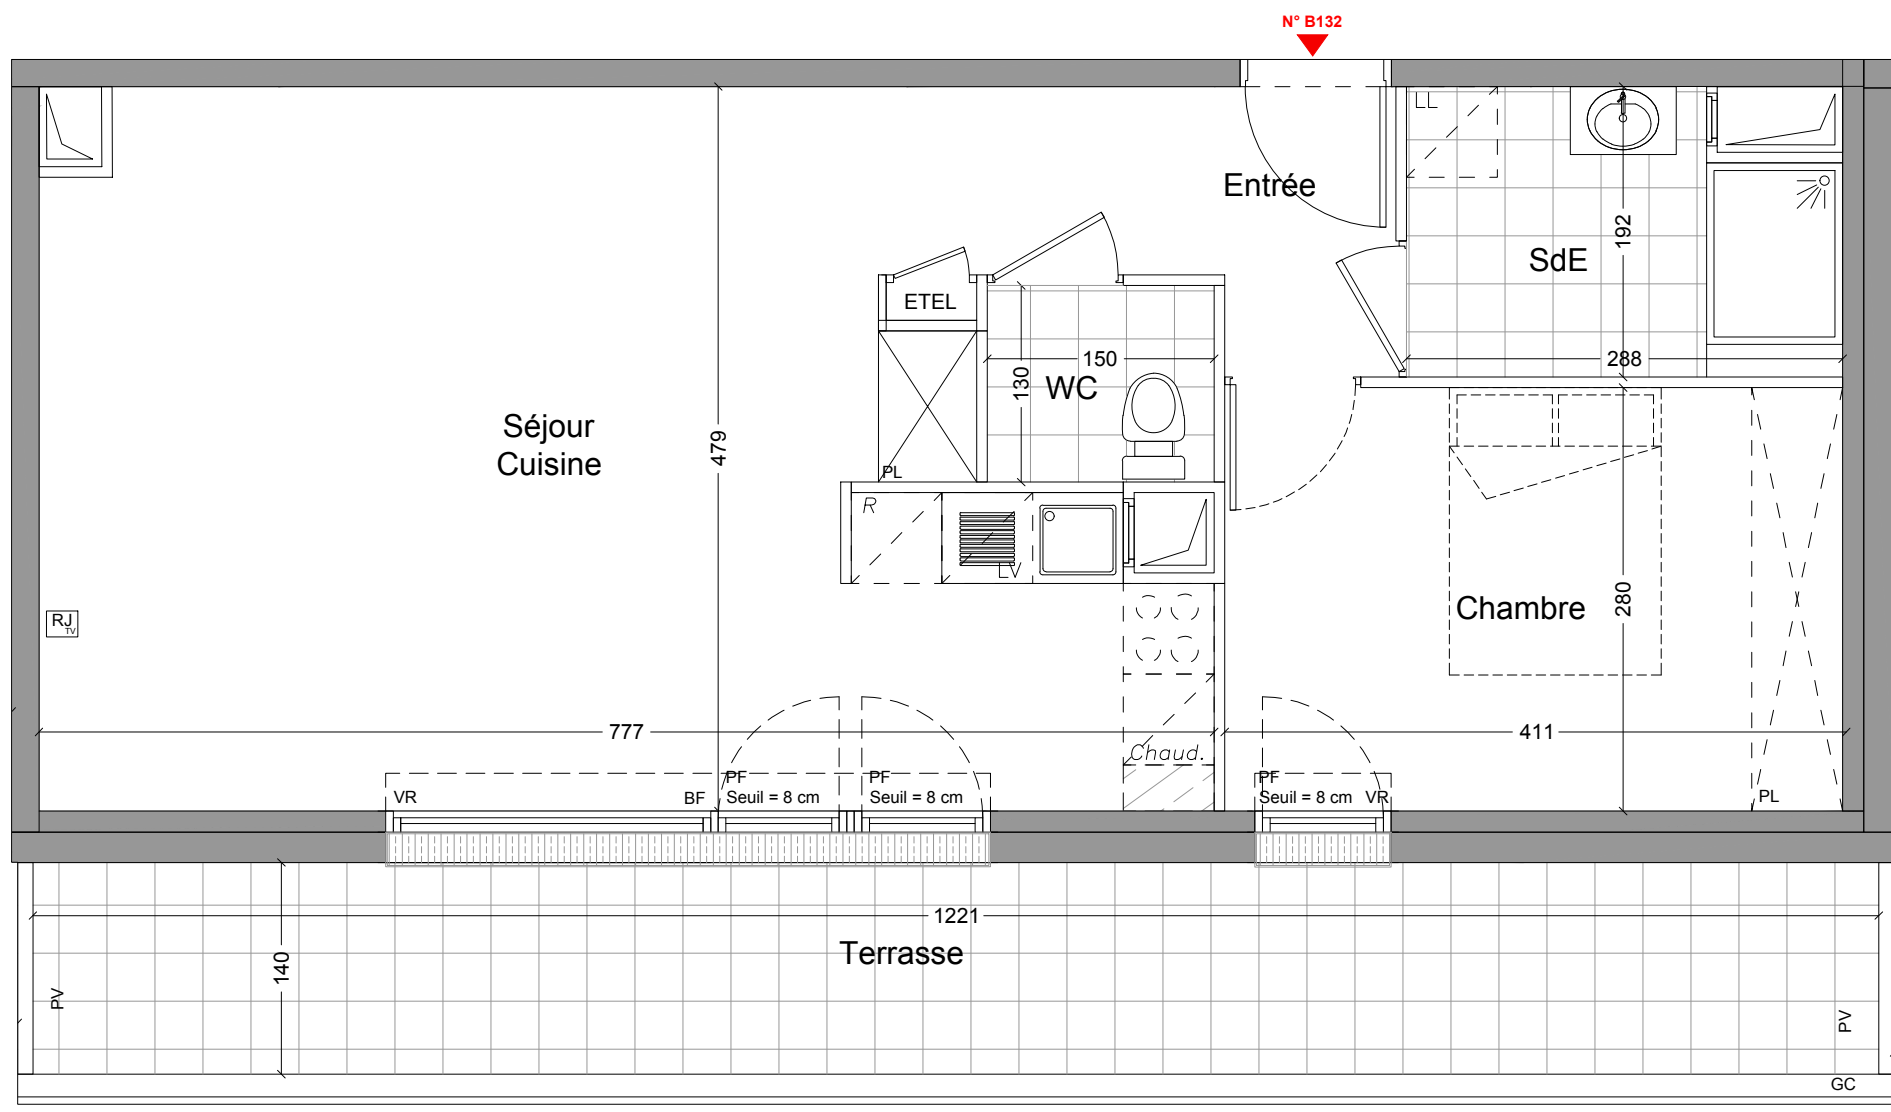 N° B132
LL
Entrée
192
SdE
ETEL
150
288
130
WC
Séjour
Cuisine
479
PL
R
LV
Chambre
280
RJ
TV
777
411
Chaud.
VR
BF
PF
Seuil = 8 cm
PF
Seuil = 8 cm
PF
Seuil = 8 cm
VR
PL
1221
Terrasse
140
PV
PV
GC